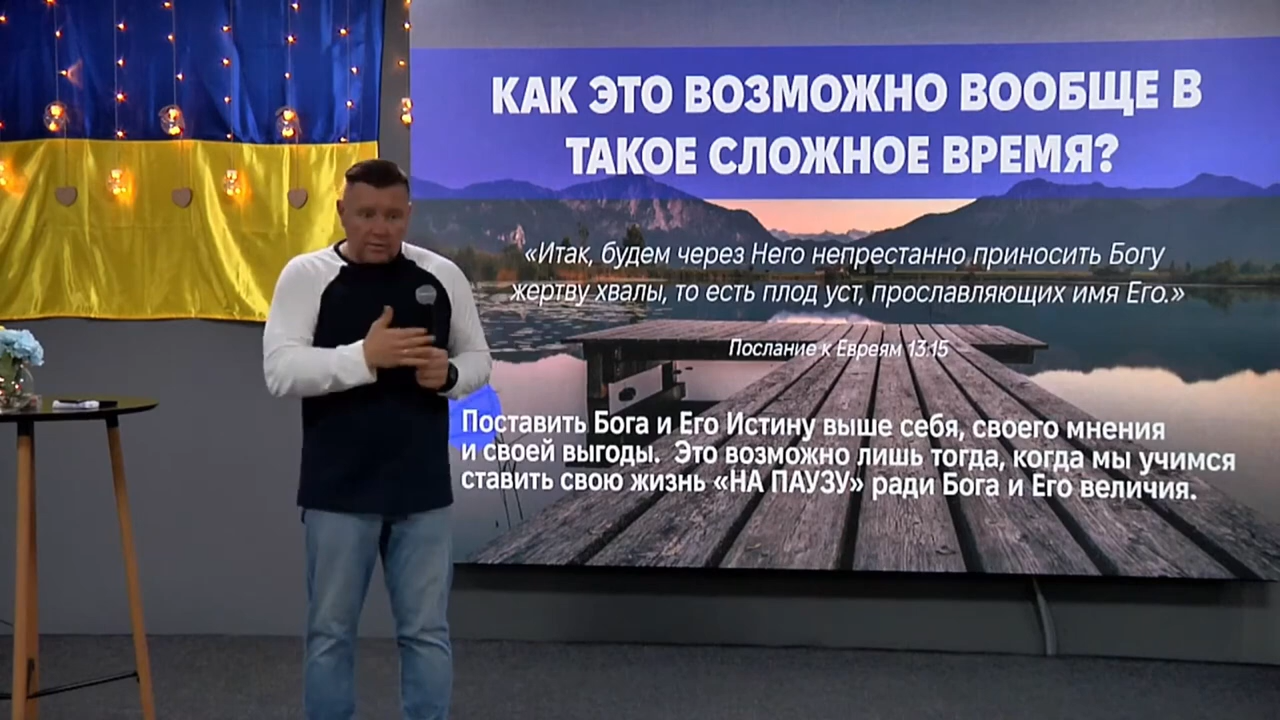 КАК ЭТО ВОЗМОЖНО ВООБЩЕ В
ТАКОЕ СЛОЖНОЕ ВРЕМЯ?
«Итак, будем через Него непрестанно приносить Богу
жертву хвалы, то есть плод уст, прославляющих имя Его.»
Послание к Евреям 13:15
Поставить Бога и Его Истину выше себя, своего мнения
и своей выгоды. Это возможно лишь тогда, когда мы учимся
ставить свою жизнь «НА ПАУЗУ» ради Бога и Его величия.